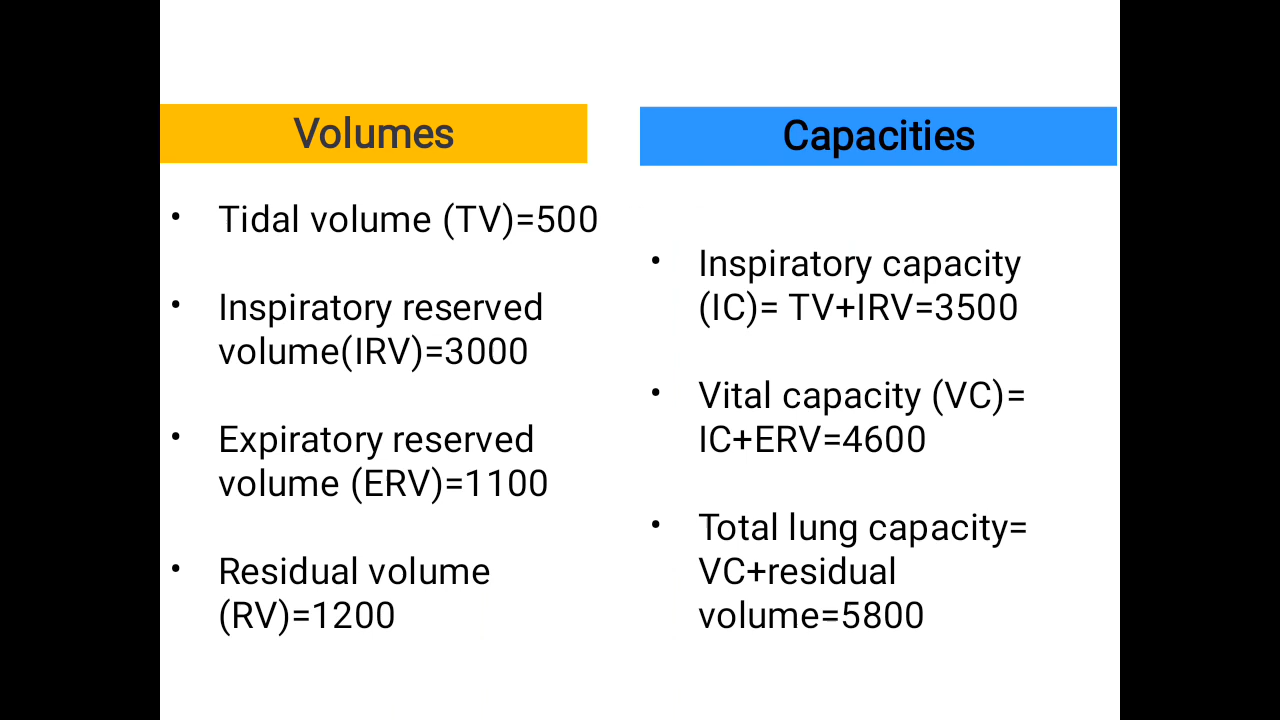 Volumes
• Tidal volume (TV)=500
• Inspiratory reserved
volume(IRV)=3000
• Expiratory reserved
volume (ERV)=1100
• Residual volume
(RV)=1200
Capacities
• Inspiratory capacity
(IC)= TV+IRV=3500
• Vital capacity (VC)=
IC+ERV=4600
• Total lung capacity=
VC+residual
volume=5800